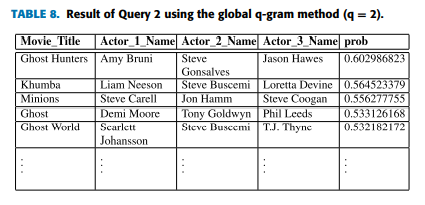 TABLE 8. Result of Query 2 using the global q-gram method (q = 2).
Movie_Title Actor_1_Name Actor_2_Name Actor_3_Name prob
Ghost Hunters Amy Bruni Steve Jason Hawes 0.602986823
Gonsalves
Khumba Liam Neeson Steve Buscemi Loretta Devine 0.564523379
Minions Steve Carell Jon Hamm Steve Coogan 0.556277755
Ghost Demi Moore Tony Goldwyn Phil Leeds 0.533126168
Ghost World Scarlett Steve Buscemi T.J. Thyne 0.532182172
Johansson
⋮ ⋮ ⋮ ⋮ ⋮